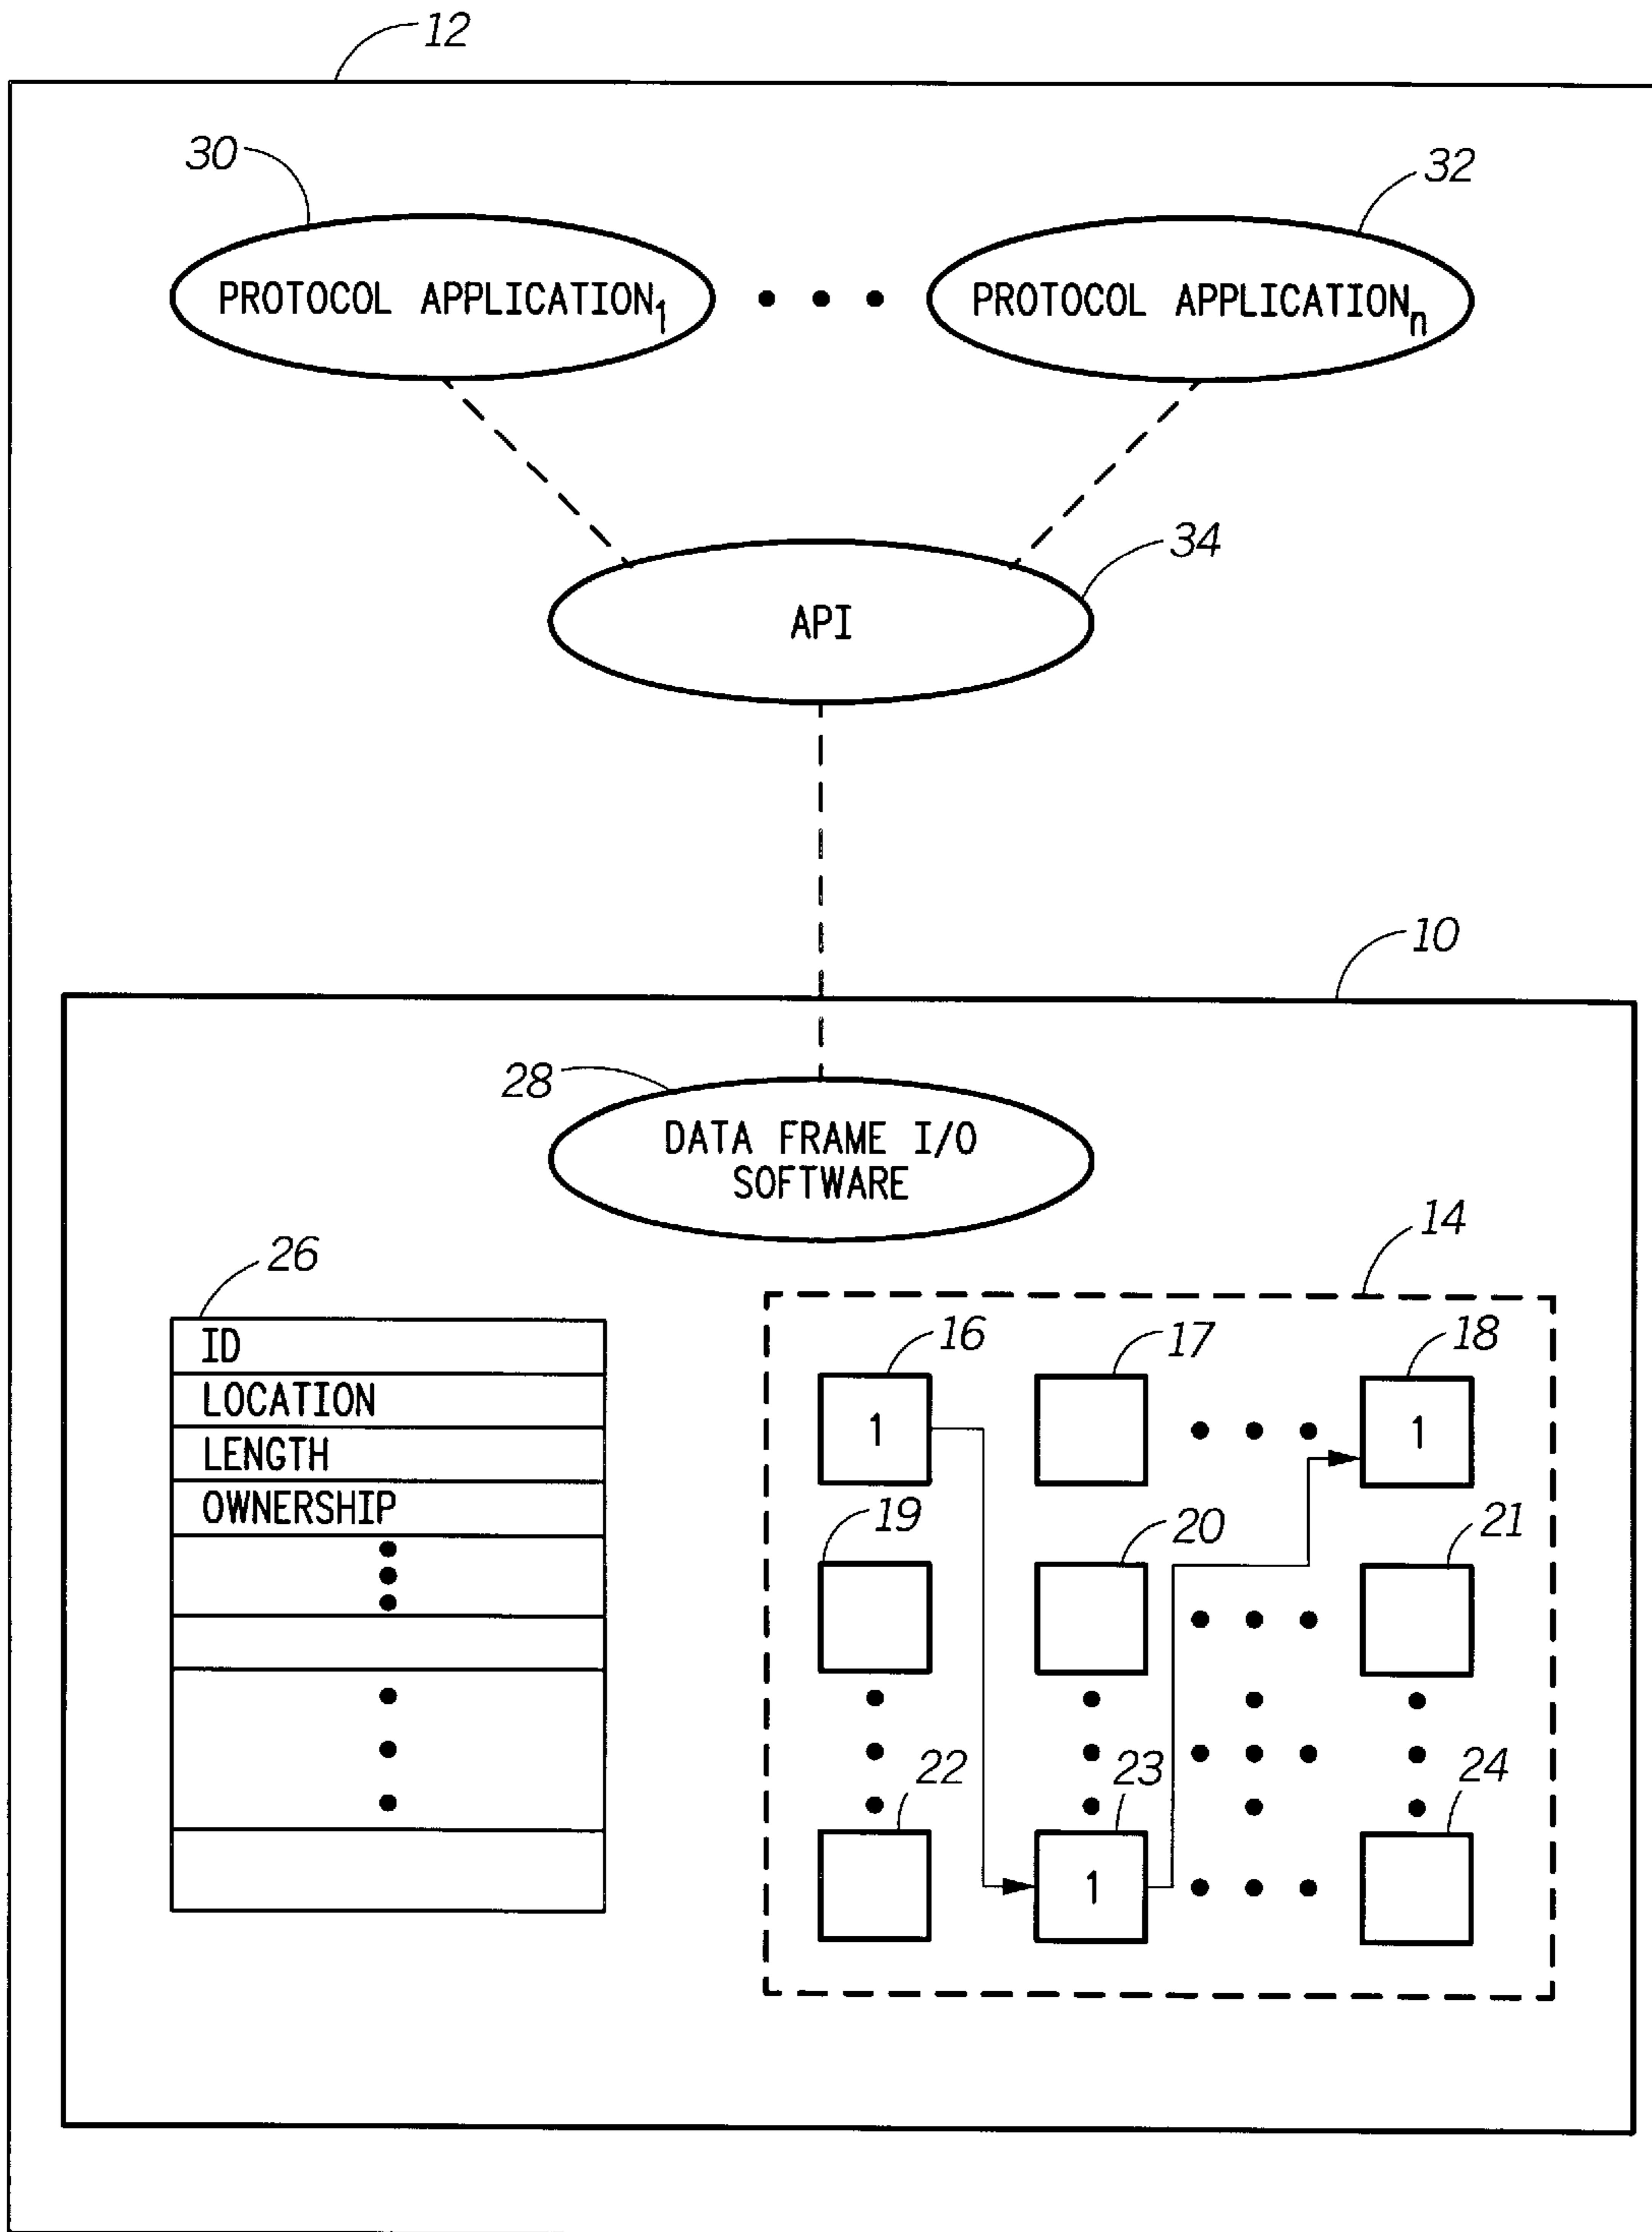 12
30
32
PROTOCOL APPLICATION1
PROTOCOL APPLICATIONn
34
API
10
28
DATA FRAME I/O
SOFTWARE
14
26
ID
LOCATION
LENGTH
OWNERSHIP
16
17
18
1
1
19
20
21
22
23
24
1